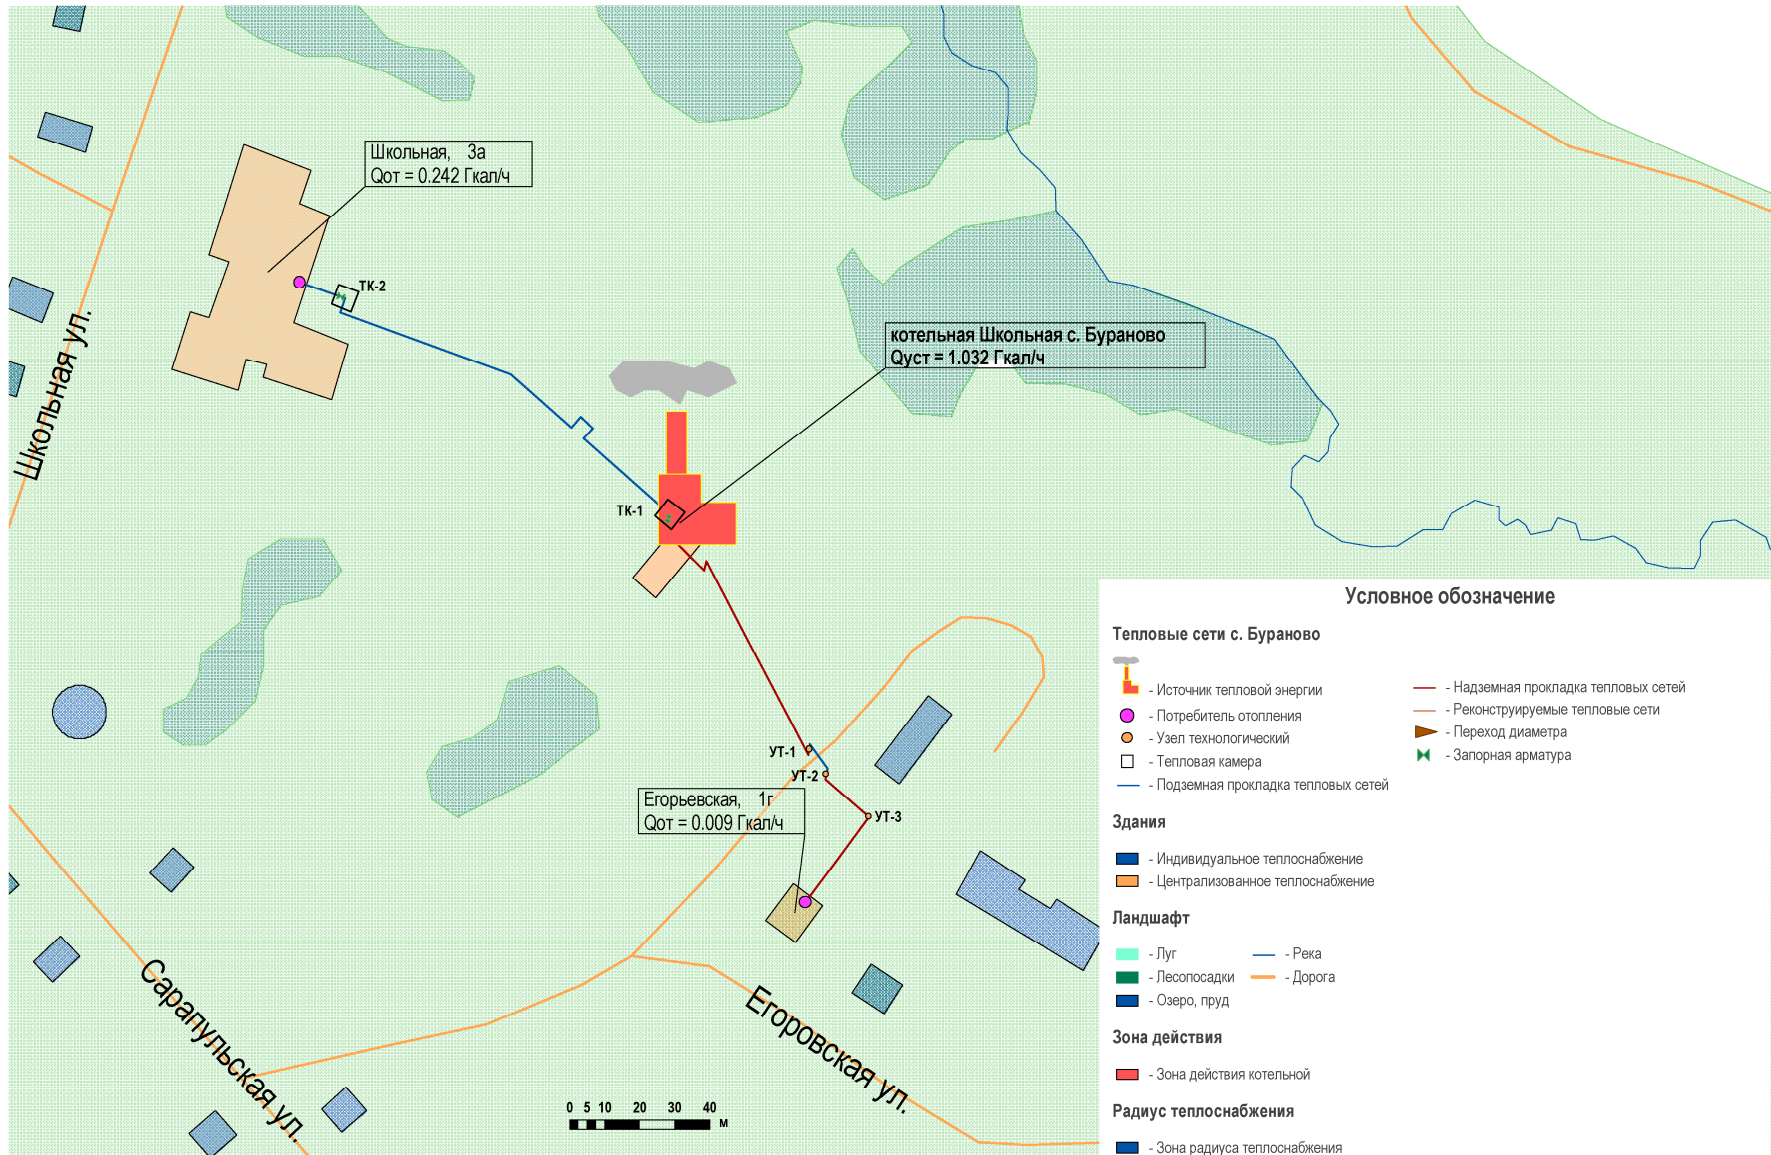 Школьная, 3а
Qот = 0.242 Гкал/ч
ТК-2
Школьная ул.
котельная Школьная с. Бураново
Qуст = 1.032 Гкал/ч
ТК-1
УТ-1
УТ-2
УТ-3
Егорьевская, 1г
Qот = 0.009 Гкал/ч
Сарапульская ул.
Егоровская ул.
0 5 10 20 30 40
м
Условное обозначение
Тепловые сети с. Бураново
- Источник тепловой энергии
- Потребитель отопления
- Узел технологический
- Тепловая камера
- Подземная прокладка тепловых сетей
- Надземная прокладка тепловых сетей
- Реконструируемые тепловые сети
- Переход диаметра
- Запорная арматура
Здания
- Индивидуальное теплоснабжение
- Централизованное теплоснабжение
Ландшафт
- Луг
- Лесопосадки
- Озеро, пруд
- Река
- Дорога
Зона действия
- Зона действия котельной
Радиус теплоснабжения
- Зона радиуса теплоснабжения